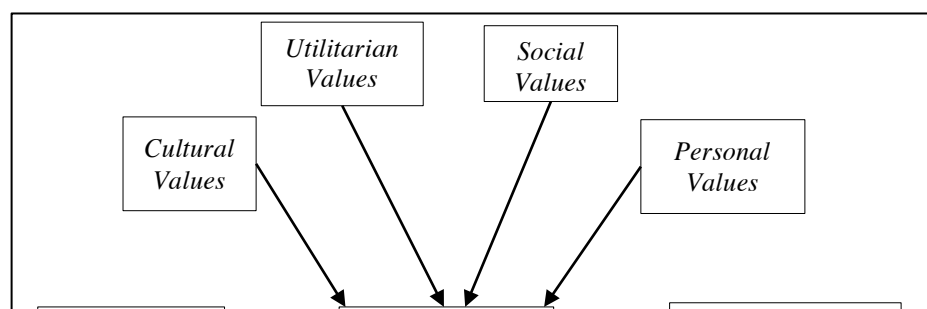 Utilitarian
Values
Social
Values
Cultural
Values
Personal
Values